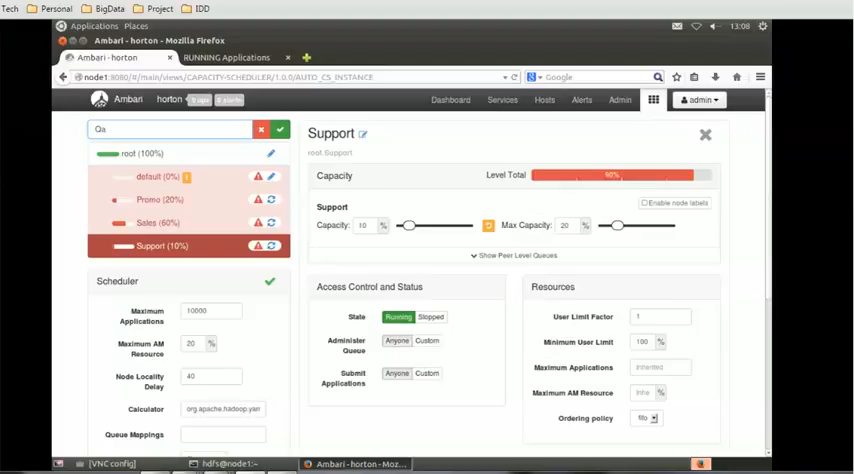 Tech Personal BigData Project IDD
Applications Places 13:08
Ambari - horton - Mozilla Firefox
Ambari - horton × RUNNING Applications ×
node1:8080/#/main/views/CAPACITY-SCHEDULER/1.0.0/AUTO_CS_INSTANCE Google
Ambari horton 0 ops 0 alerts Dashboard Services Hosts Alerts Admin admin
Qa
root (100%)
default (0%) 1
Promo (20%)
Sales (60%)
Support (10%)
Scheduler
Maximum Applications 10000
Maximum AM Resource 20 %
Node Locality Delay 40
Calculator org.apache.hadoop.yarn
Queue Mappings
Support
root.Support
Capacity Level Total 90%
Support Enable node labels
Capacity: 10 % Max Capacity: 20 %
Show Peer Level Queues
Access Control and Status
State Running Stopped
Administer Queue Anyone Custom
Submit Applications Anyone Custom
Resources
User Limit Factor 1
Minimum User Limit 100 %
Maximum Applications Inherited
Maximum AM Resource Inhe %
Ordering policy fifo
[VNC config] hdfs@node1:~ Ambari - horton - Moz...